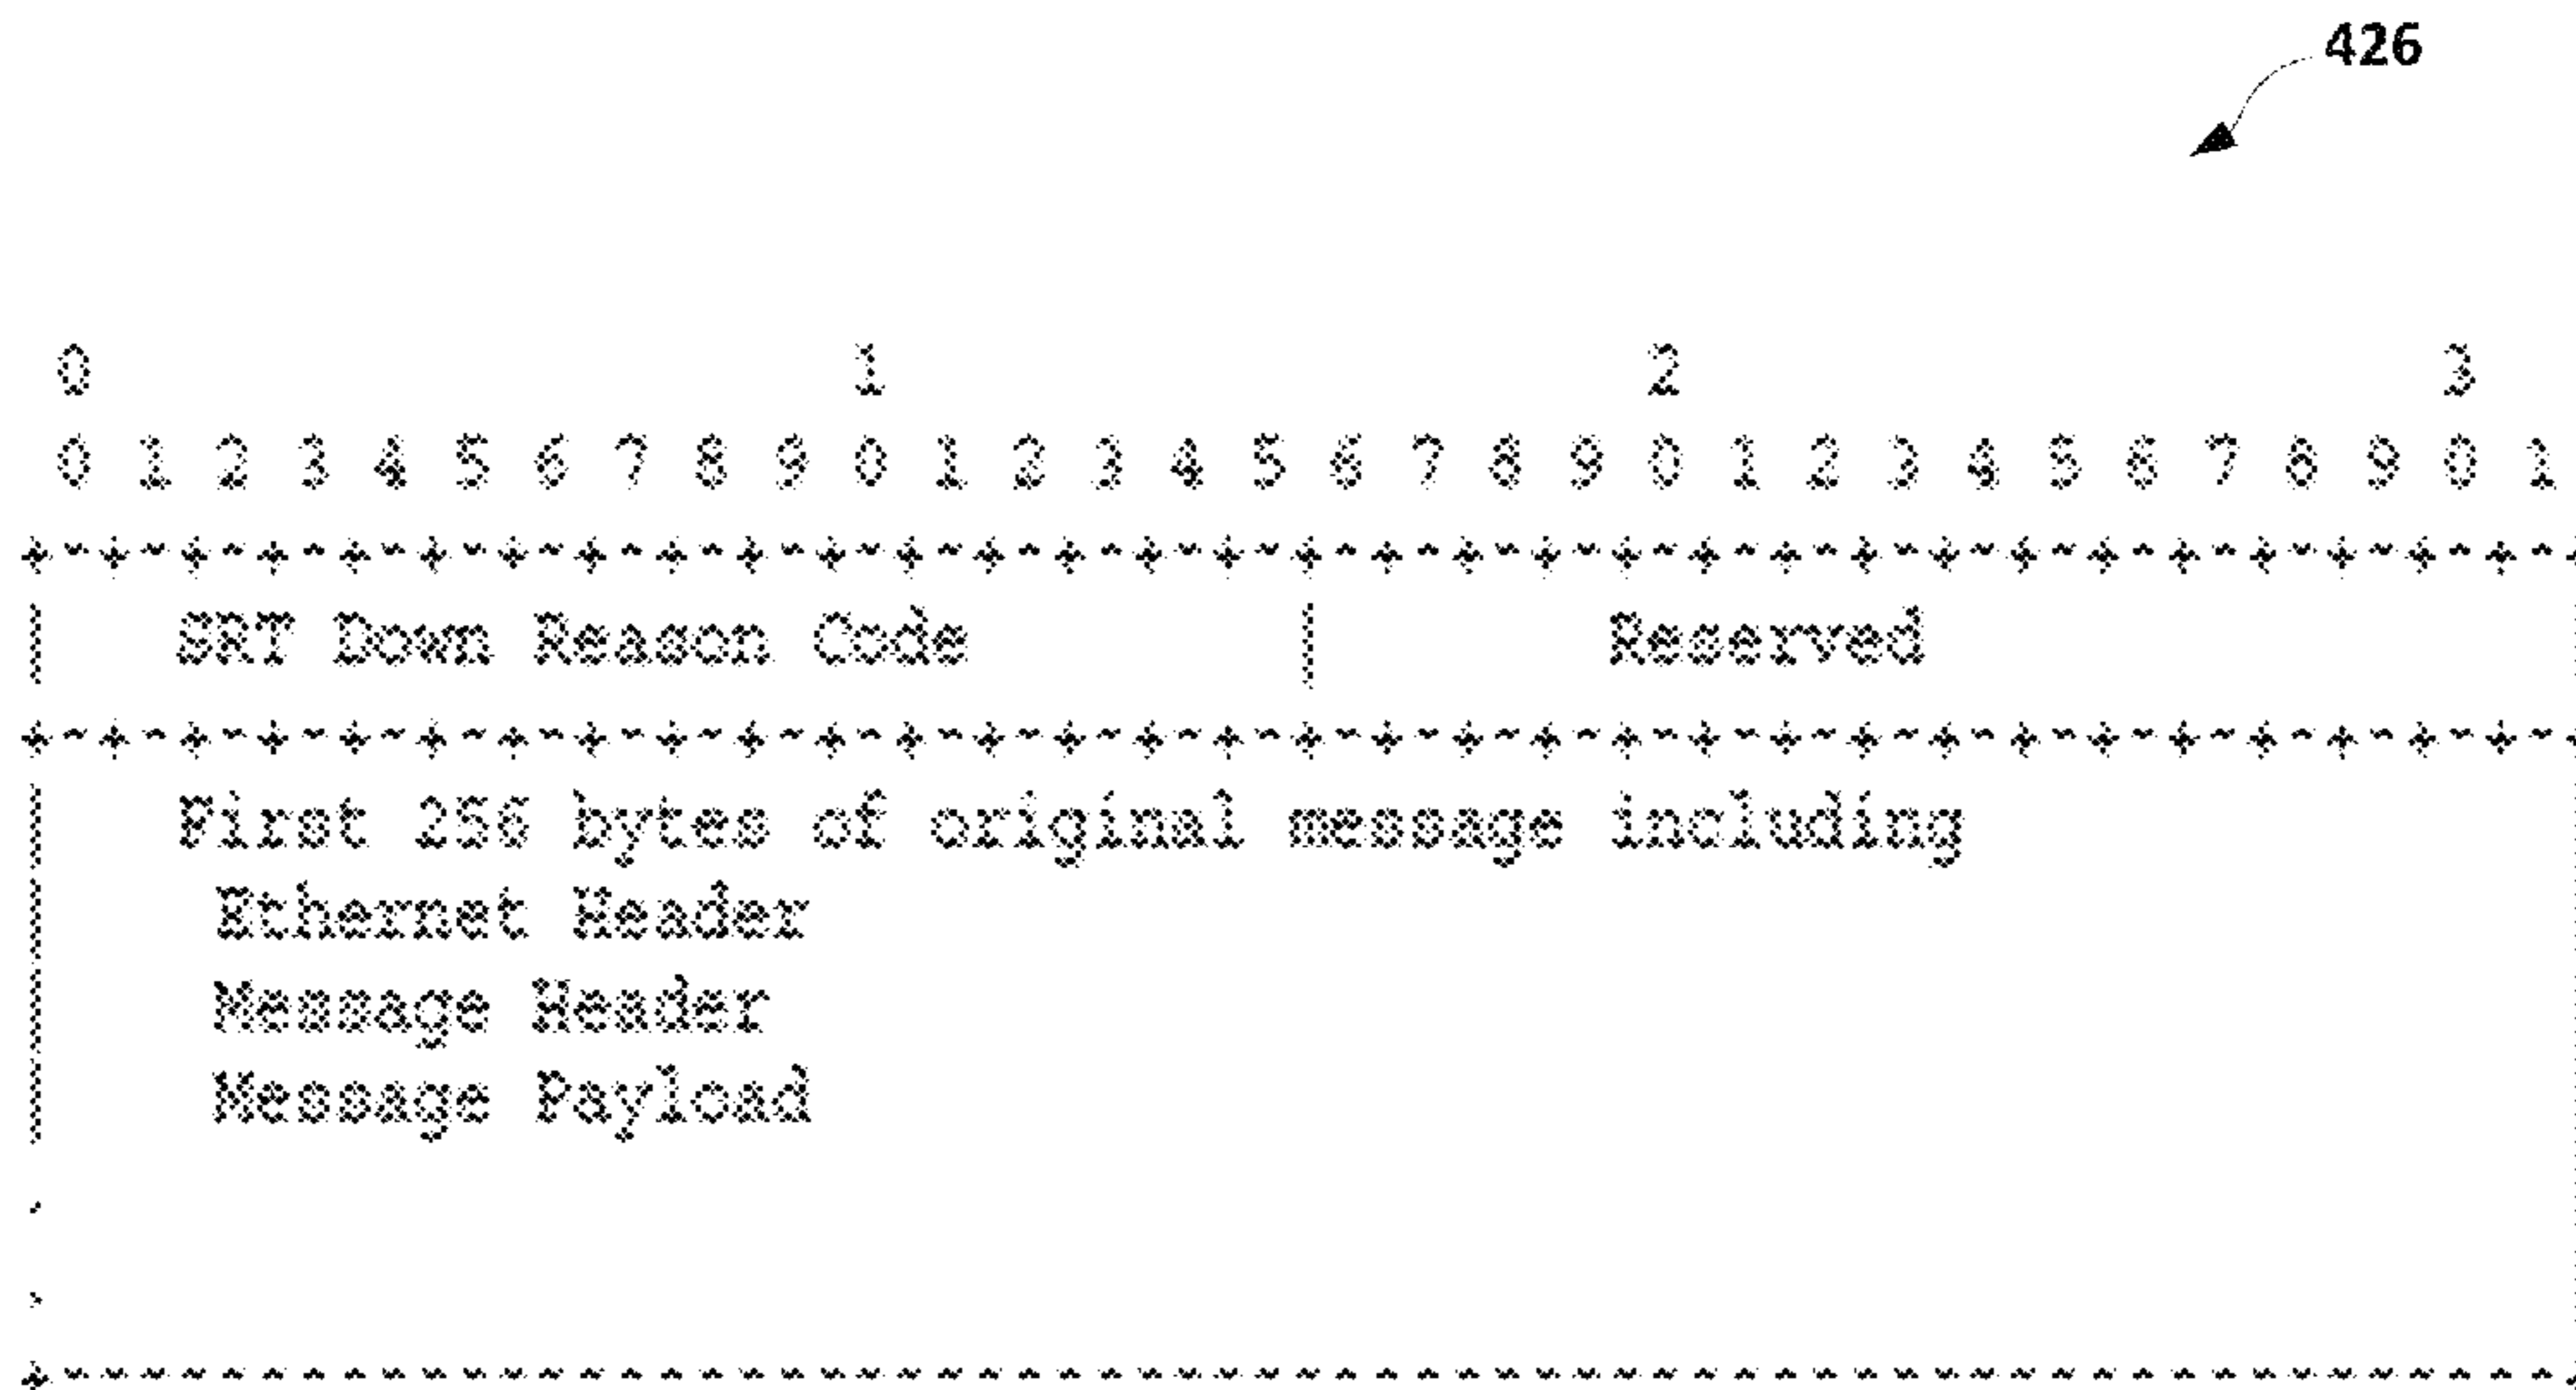 426
0                   1                   2                   3
0 1 2 3 4 5 6 7 8 9 0 1 2 3 4 5 6 7 8 9 0 1 2 3 4 5 6 7 8 9 0 1
SRT Down Reason Code | Reserved
First 256 bytes of original message including
Ethernet Header
Message Header
Message Payload